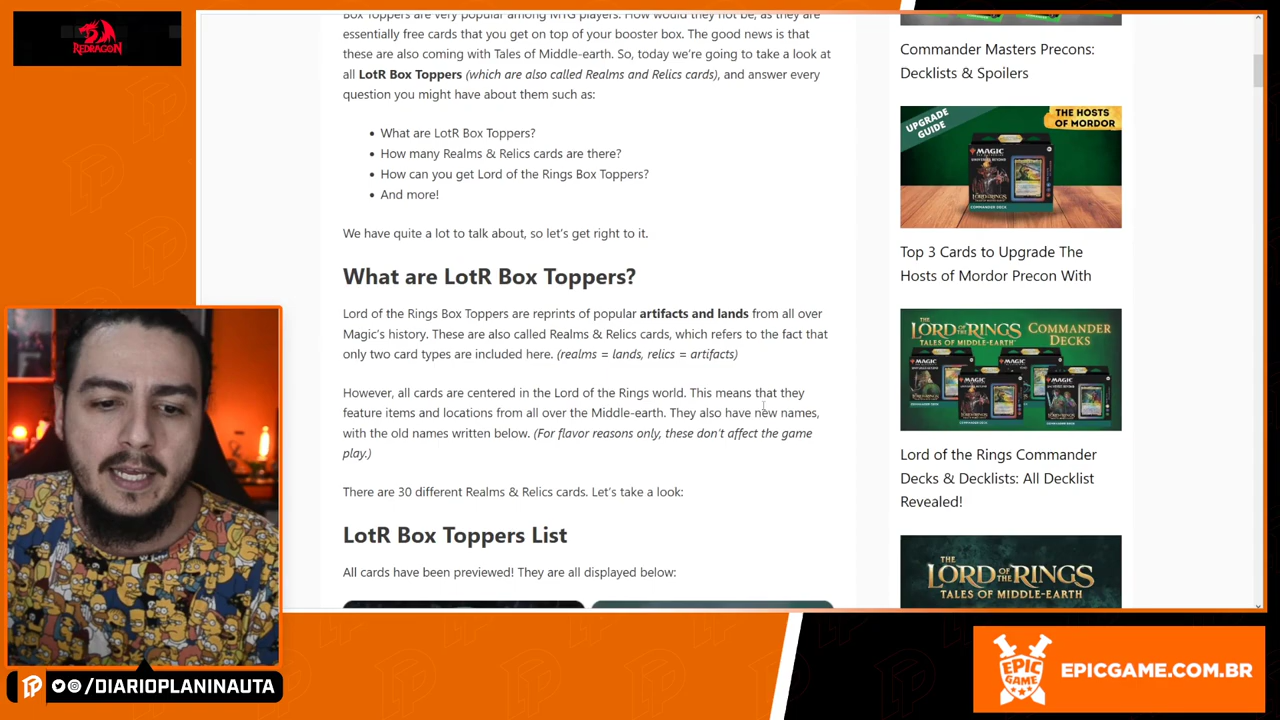 REDRAGON
Box Toppers are very popular among MTG players. How would they not be, as they are
essentially free cards that you get on top of your booster box. The good news is that
these are also coming with Tales of Middle-earth. So, today we're going to take a look at
all LotR Box Toppers (which are also called Realms and Relics cards), and answer every
question you might have about them such as:
• What are LotR Box Toppers?
• How many Realms & Relics cards are there?
• How can you get Lord of the Rings Box Toppers?
• And more!
We have quite a lot to talk about, so let's get right to it.
What are LotR Box Toppers?
Lord of the Rings Box Toppers are reprints of popular artifacts and lands from all over
Magic's history. These are also called Realms & Relics cards, which refers to the fact that
only two card types are included here. (realms = lands, relics = artifacts)
However, all cards are centered in the Lord of the Rings world. This means that they
feature items and locations from all over the Middle-earth. They also have new names,
with the old names written below. (For flavor reasons only, these don't affect the game
play.)
There are 30 different Realms & Relics cards. Let's take a look:
LotR Box Toppers List
All cards have been previewed! They are all displayed below:
Commander Masters Precons:
Decklists & Spoilers
UPGRADE
GUIDE
THE HOSTS
OF MORDOR
MAGIC
Top 3 Cards to Upgrade The
Hosts of Mordor Precon With
THE
LORD OF THE RINGS
TALES OF MIDDLE-EARTH
COMMANDER
DECKS
Lord of the Rings Commander
Decks & Decklists: All Decklist
Revealed!
THE
LORD OF THE RINGS
TALES OF MIDDLE-EARTH
/DIARIOPLANINAUTA
EPIC
GAME
EPICGAME.COM.BR